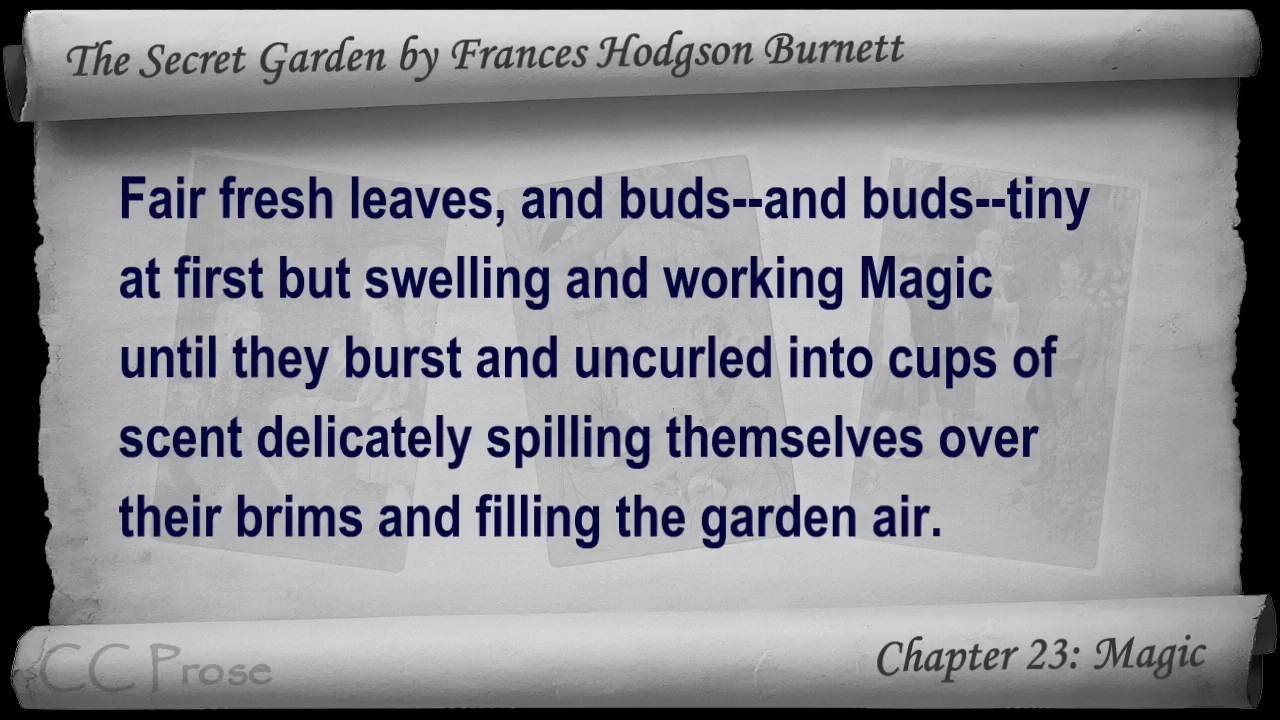 The Secret Garden by Frances Hodgson Burnett
Fair fresh leaves, and buds--and buds--tiny
at first but swelling and working Magic
until they burst and uncurled into cups of
scent delicately spilling themselves over
their brims and filling the garden air.
CC Prose
Chapter 23: Magic